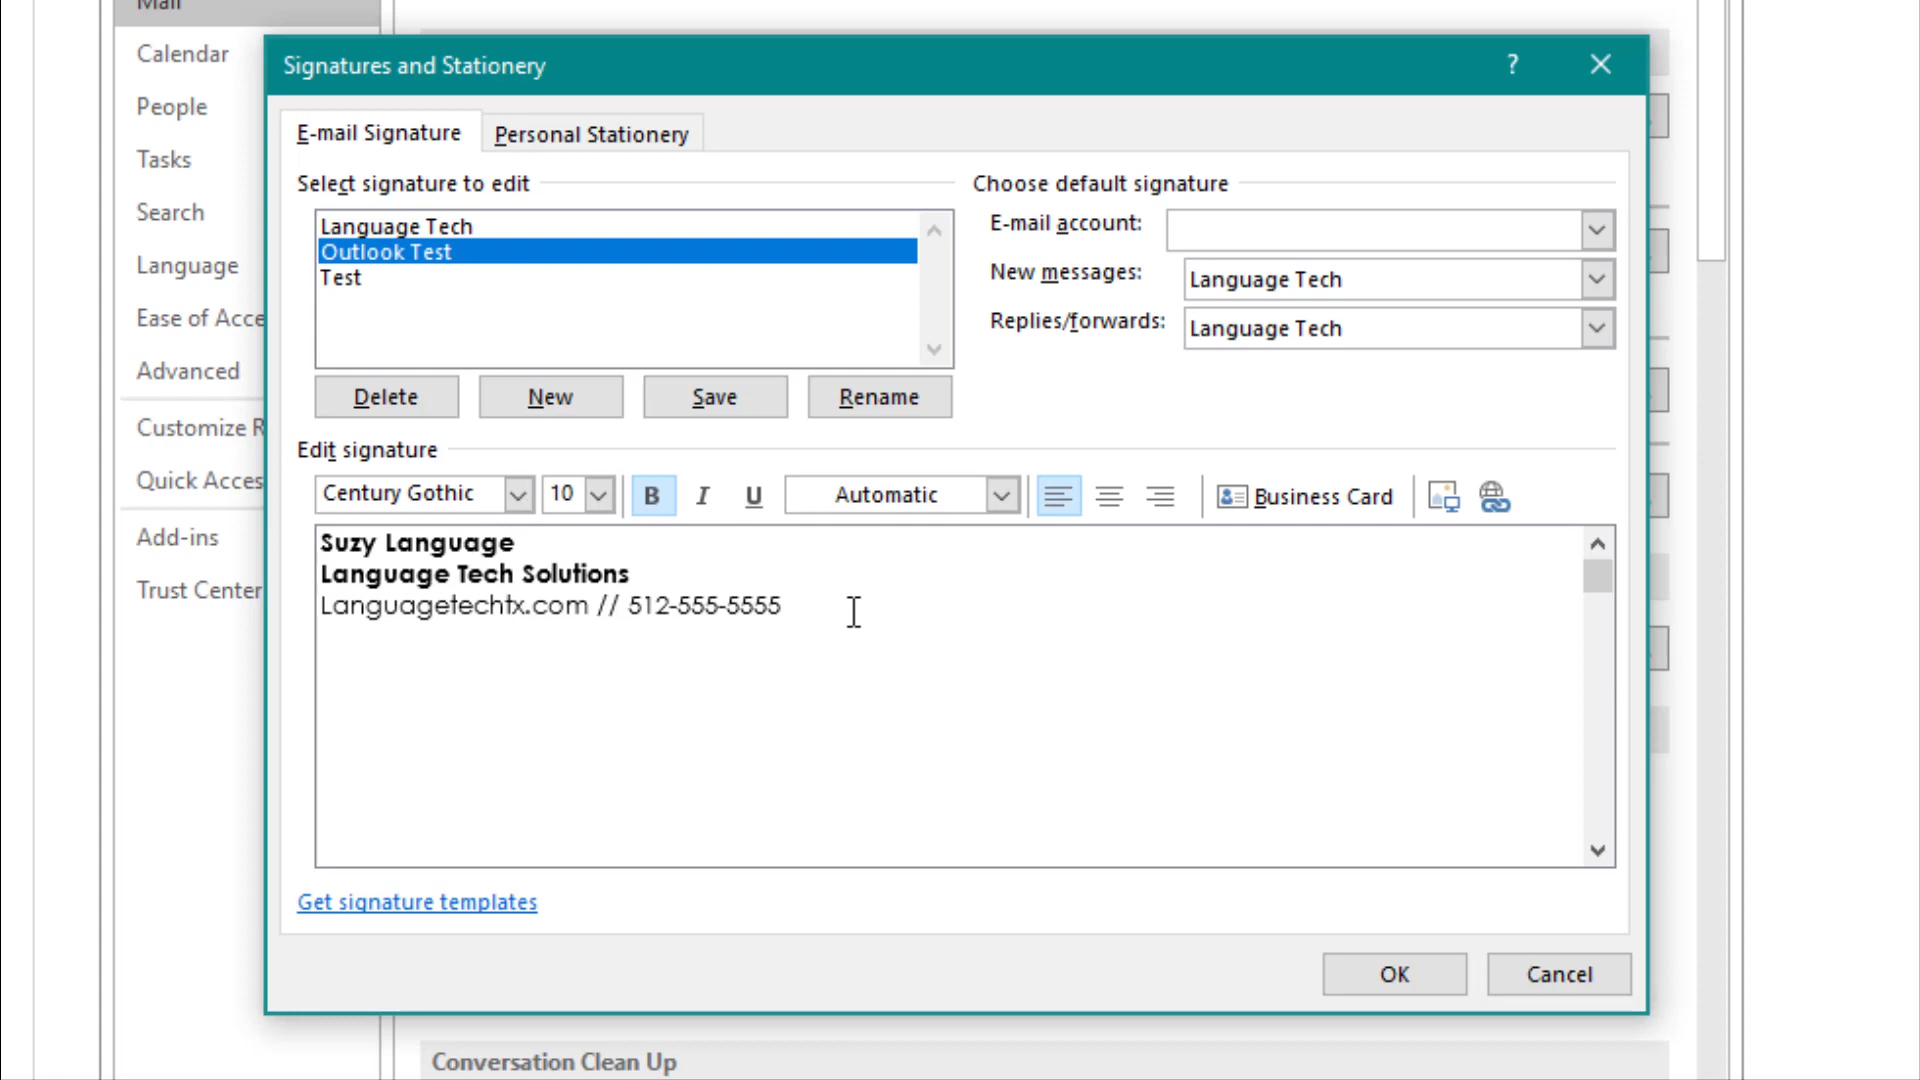 Mail
Calendar
People
Tasks
Search
Language
Ease of Acce
Advanced
Customize R
Quick Acces
Add-ins
Trust Center
Signatures and Stationery
?
E-mail Signature
Personal Stationery
Select signature to edit
Language Tech
Outlook Test
Test
Delete New Save Rename
Choose default signature
E-mail account:
New messages: Language Tech
Replies/forwards: Language Tech
Edit signature
Century Gothic 10 B I U Automatic Business Card
Suzy Language
Language Tech Solutions
Languagetechtx.com // 512-555-5555
Get signature templates
OK Cancel
Conversation Clean Up